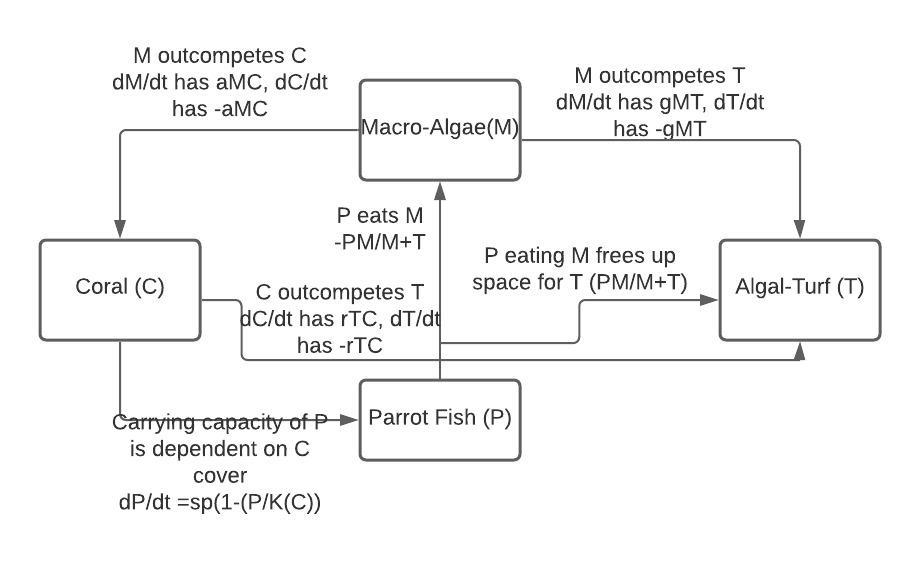 M outcompetes C
dM/dt has aMC, dC/dt
has -aMC
M outcompetes T
dM/dt has gMT, dT/dt
has -gMT
Macro-Algae(M)
P eats M
-PM/M+T
P eating M frees up
space for T (PM/M+T)
Coral (C)
Algal-Turf (T)
C outcompetes T
dC/dt has rTC, dT/dt
has -rTC
Parrot Fish (P)
Carrying capacity of P
is dependent on C
cover
dP/dt =sp(1-(P/K(C))